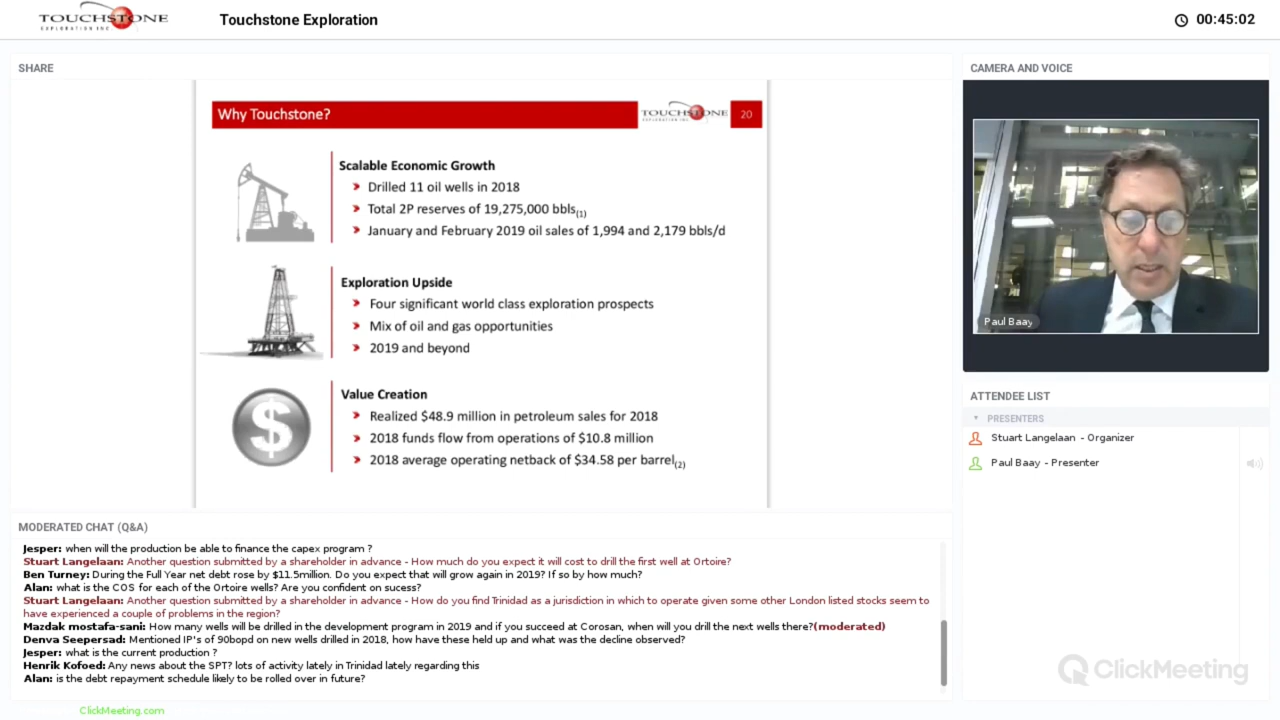 TOUCHSTONE
EXPLORATION INC.
Touchstone Exploration
00:45:02
SHARE
CAMERA AND VOICE
Why Touchstone?
TOUCHSTONE
EXPLORATION INC.
20
Scalable Economic Growth
Drilled 11 oil wells in 2018
Total 2P reserves of 19,275,000 bbls(1)
January and February 2019 oil sales of 1,994 and 2,179 bbls/d
Exploration Upside
Four significant world class exploration prospects
Mix of oil and gas opportunities
2019 and beyond
Value Creation
Realized $48.9 million in petroleum sales for 2018
2018 funds flow from operations of $10.8 million
2018 average operating netback of $34.58 per barrel(2)
Paul Baay
ATTENDEE LIST
PRESENTERS
Stuart Langelaan - Organizer
Paul Baay - Presenter
MODERATED CHAT (Q&A)
Jesper: when will the production be able to finance the capex program ?
Stuart Langelaan: Another question submitted by a shareholder in advance - How much do you expect it will cost to drill the first well at Ortoire?
Ben Turney: During the Full Year net debt rose by $11.5million. Do you expect that will grow again in 2019? If so by how much?
Alan: what is the COS for each of the Ortoire wells? Are you confident on sucess?
Stuart Langelaan: Another question submitted by a shareholder in advance - How do you find Trinidad as a jurisdiction in which to operate given some other London listed stocks seem to
have experienced a couple of problems in the region?
Mazdak mostafa-sani: How many wells will be drilled in the development program in 2019 and if you succeed at Corosan, when will you drill the next wells there?(moderated)
Denva Seepersad: Mentioned IP's of 90bopd on new wells drilled in 2018, how have these held up and what was the decline observed?
Jesper: what is the current production ?
Henrik Kofoed: Any news about the SPT? lots of activity lately in Trinidad lately regarding this
Alan: is the debt repayment schedule likely to be rolled over in future?
ClickMeeting
ClickMeeting.com